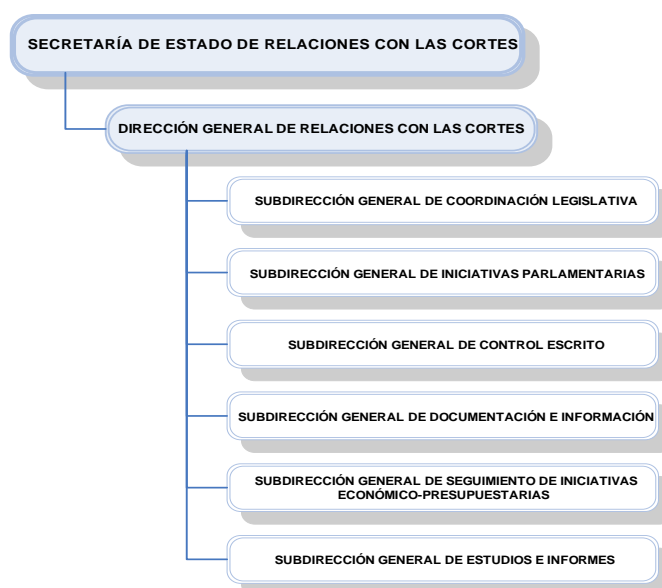 SECRETARÍA DE ESTADO DE RELACIONES CON LAS CORTES
DIRECCIÓN GENERAL DE RELACIONES CON LAS CORTES
SUBDIRECCIÓN GENERAL DE COORDINACIÓN LEGISLATIVA
SUBDIRECCIÓN GENERAL DE INICIATIVAS PARLAMENTARIAS
SUBDIRECCIÓN GENERAL DE CONTROL ESCRITO
SUBDIRECCIÓN GENERAL DE DOCUMENTACIÓN E INFORMACIÓN
SUBDIRECCIÓN GENERAL DE SEGUIMIENTO DE INICIATIVAS
ECONÓMICO-PRESUPUESTARIAS
SUBDIRECCIÓN GENERAL DE ESTUDIOS E INFORMES